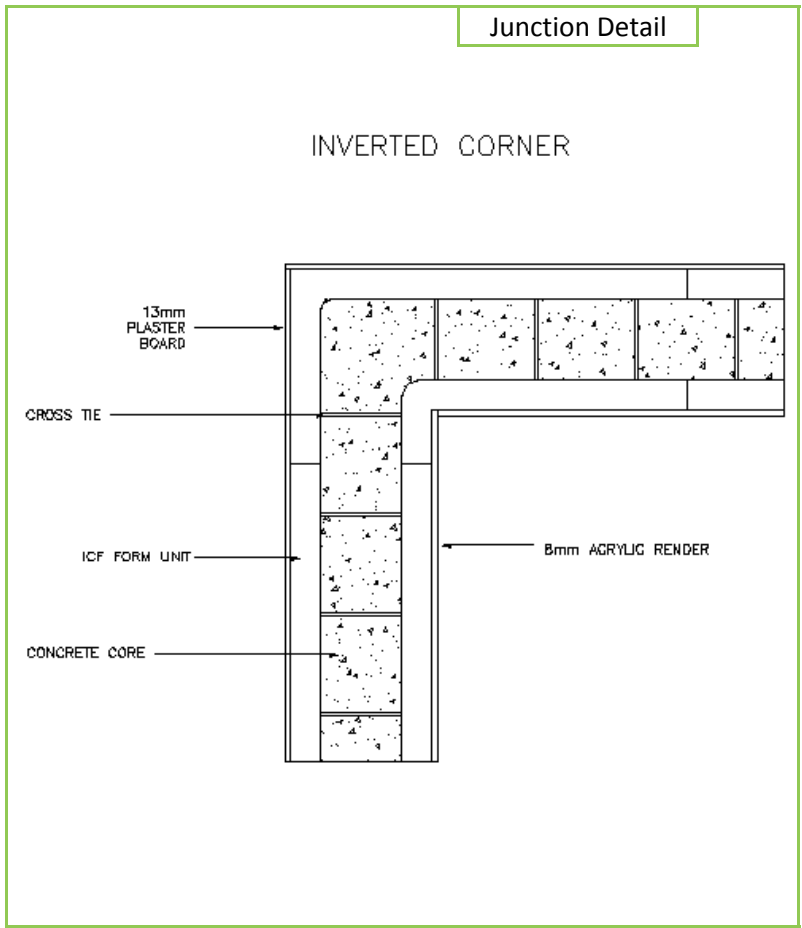 Junction Detail
INVERTED CORNER
13mm
PLASTER
BOARD
CROSS TIE
ICF FORM UNIT
8mm ACRYLIC RENDER
CONCRETE CORE